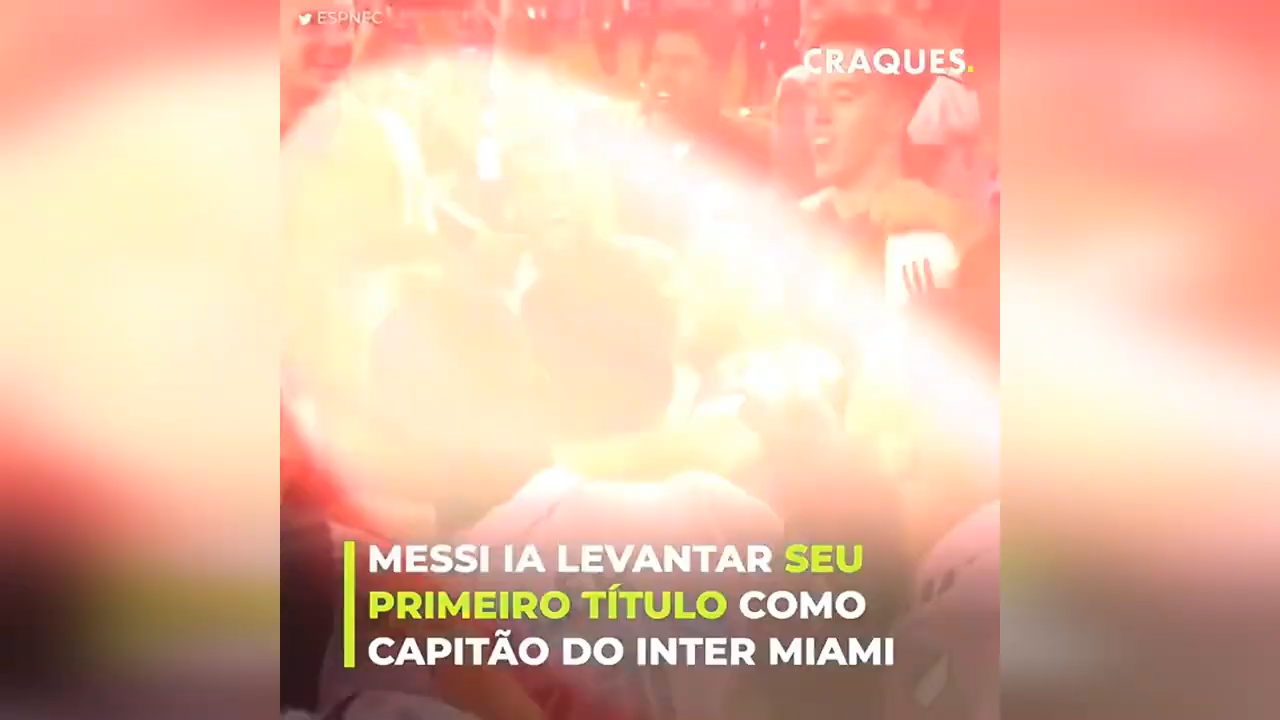 ESPNFC
CRAQUES.
MESSI IA LEVANTAR SEU
PRIMEIRO TÍTULO COMO
CAPITÃO DO INTER MIAMI